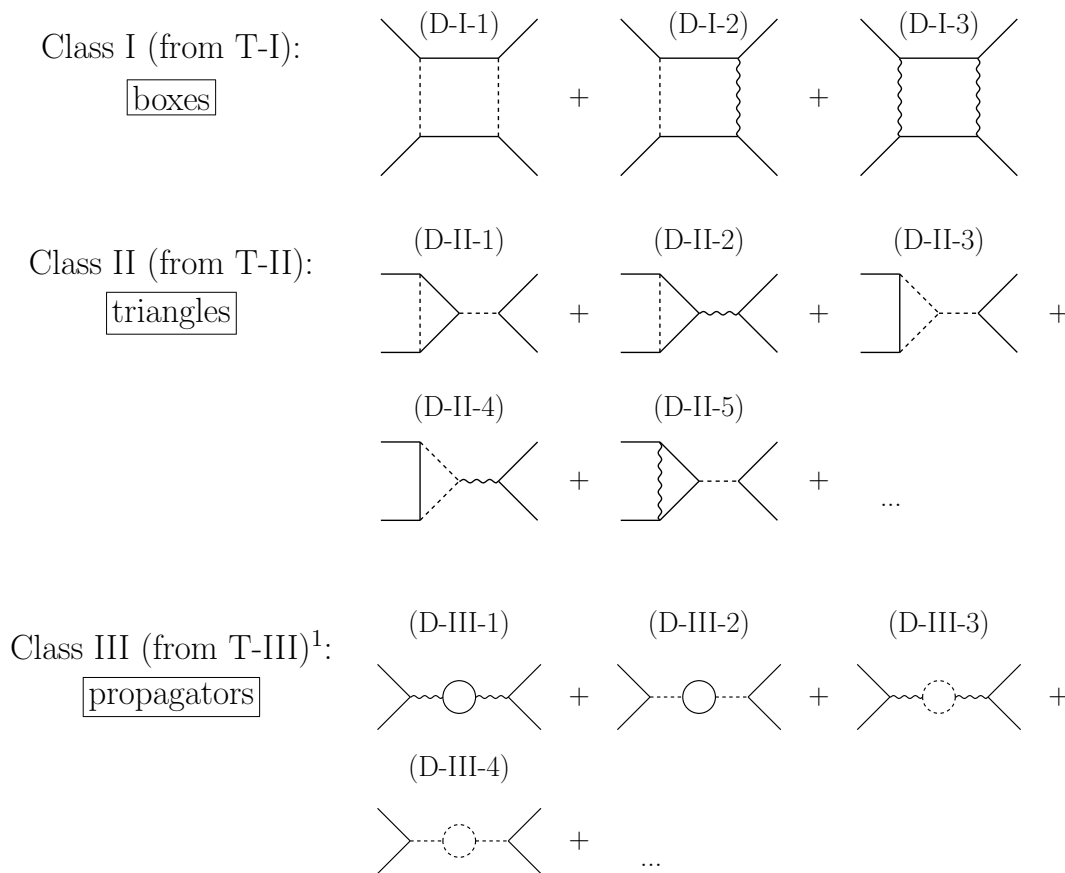 Class I (from T-I):
boxes
(D-I-1)
(D-I-2)
(D-I-3)
+
+
Class II (from T-II):
triangles
(D-II-1)
(D-II-2)
(D-II-3)
+
+
+
(D-II-4)
(D-II-5)
+
+
...
Class III (from T-III)¹:
propagators
(D-III-1)
(D-III-2)
(D-III-3)
+
+
+
(D-III-4)
+
...